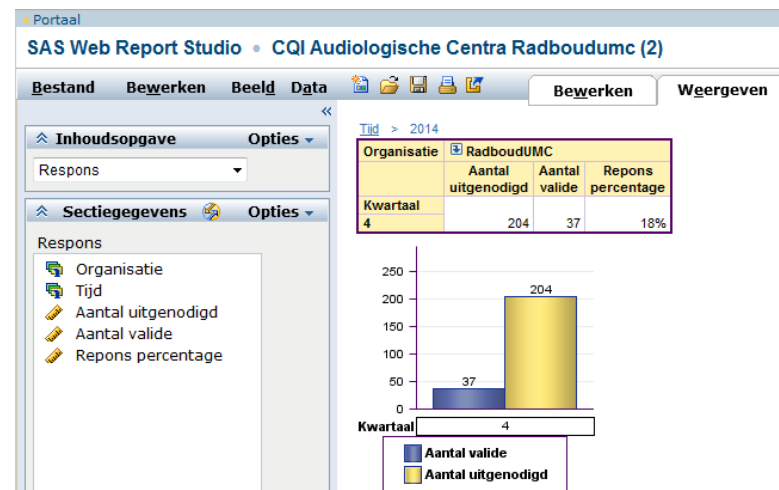 Portaal
SAS Web Report Studio • CQI Audiologische Centra Radboudumc (2)
Bestand Bewerken Beeld Data
Bewerken Weergeven
«
Inhoudsopgave Opties
Respons
Sectiegegevens Opties
Respons
Organisatie
Tijd
Aantal uitgenodigd
Aantal valide
Repons percentage
Tijd > 2014
Organisatie RadboudUMC
Aantal uitgenodigd Aantal valide Repons percentage
Kwartaal
4 204 37 18%
250
200
150
100
50
0
204
37
Kwartaal 4
Aantal valide
Aantal uitgenodigd